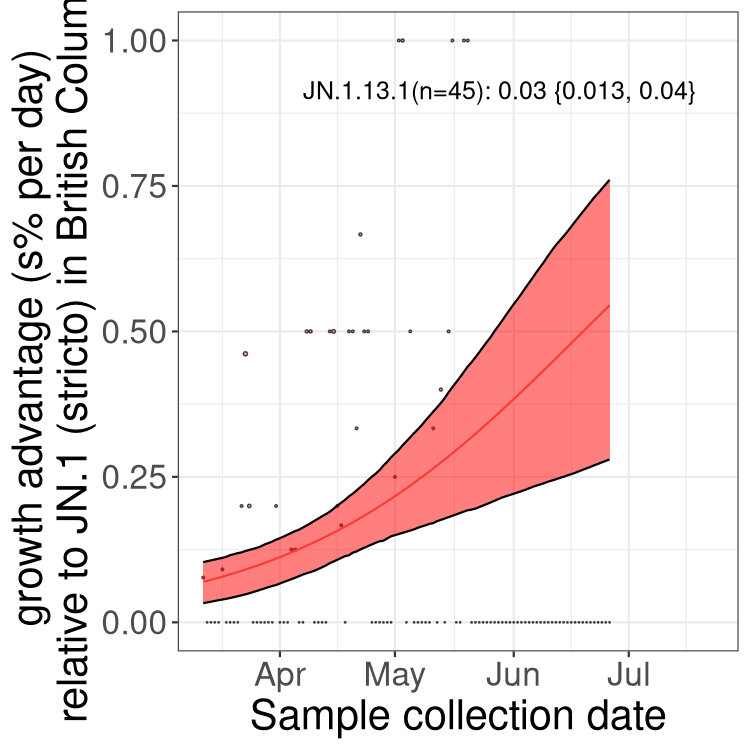 growth advantage (s% per day)
relative to JN.1 (stricto) in British Colum
1.00
0.75
0.50
0.25
0.00
JN.1.13.1(n=45): 0.03 {0.013, 0.04}
Apr May Jun Jul
Sample collection date